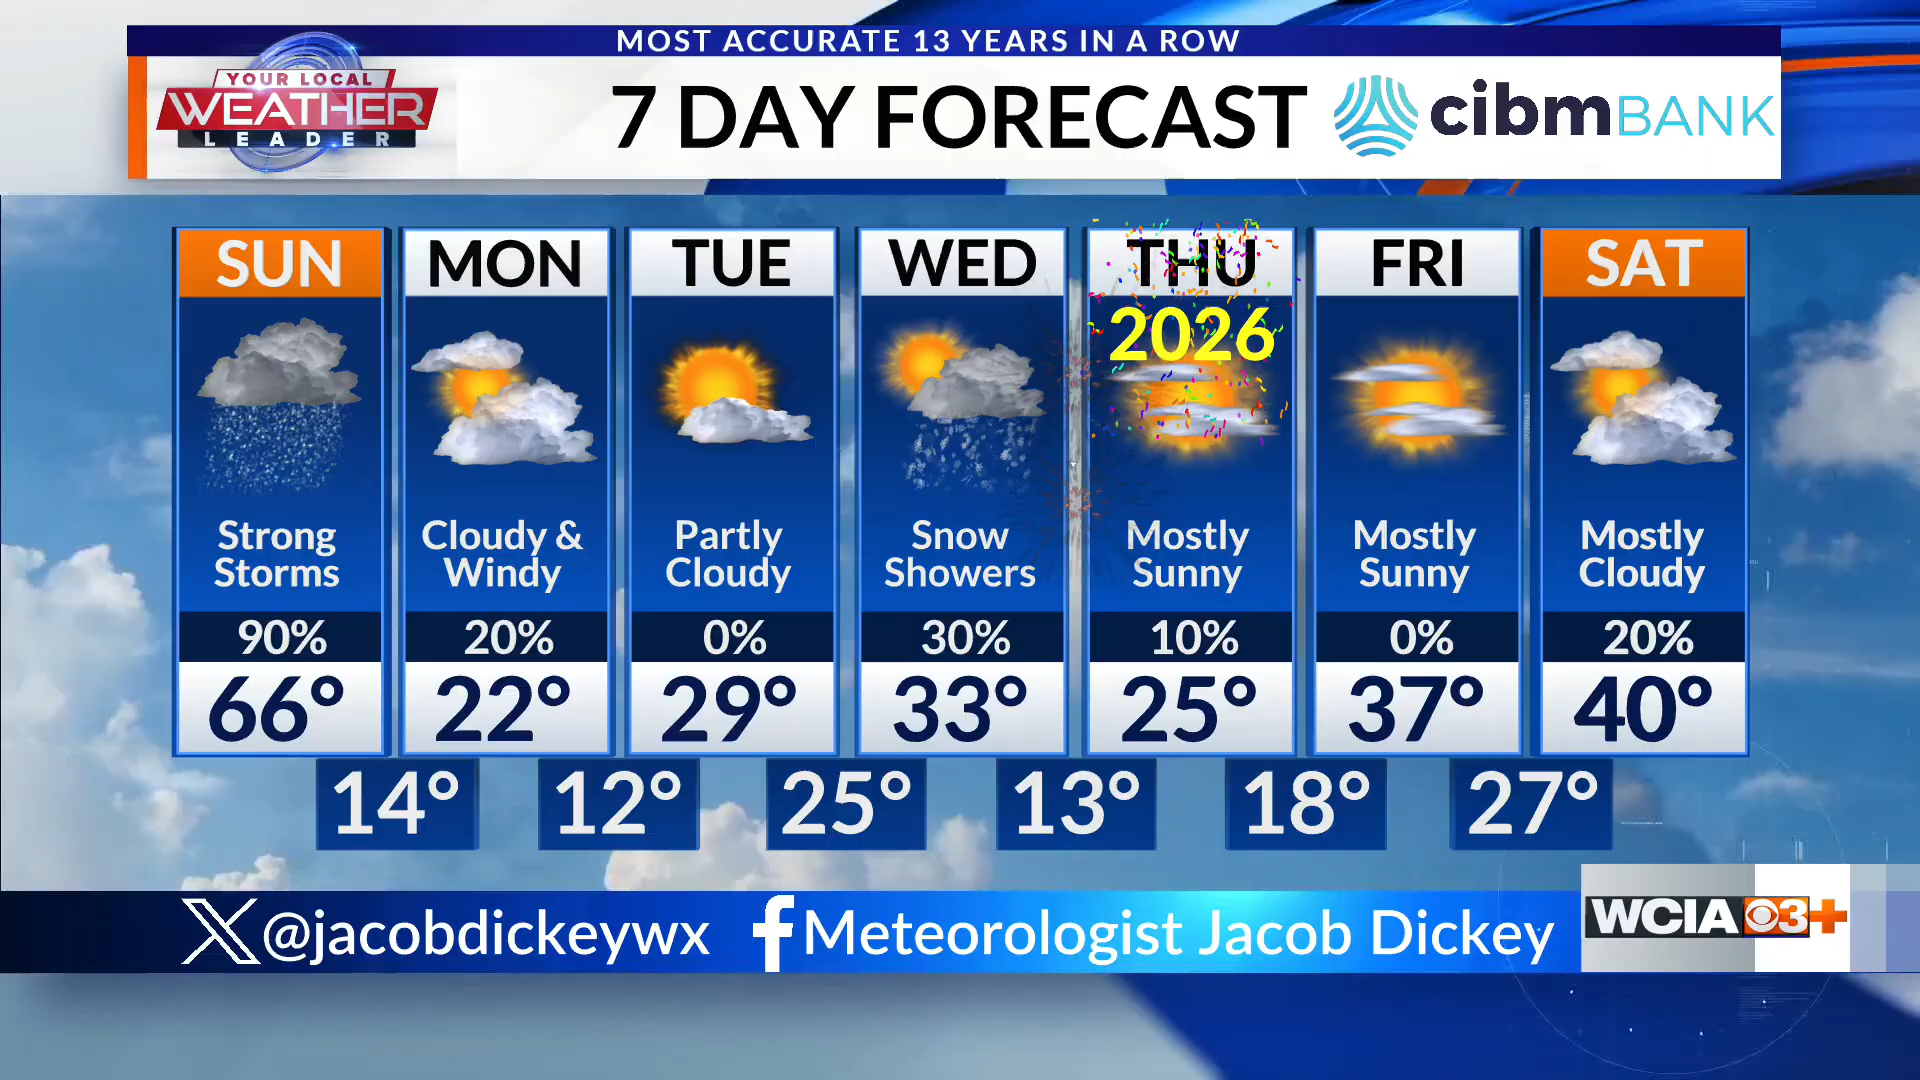 MOST ACCURATE 13 YEARS IN A ROW
YOUR LOCAL
WEATHER
LEADER
7 DAY FORECAST
cibm BANK
SUN MON TUE WED THU FRI SAT
2026
Strong Storms
Cloudy & Windy
Partly Cloudy
Snow Showers
Mostly Sunny
Mostly Sunny
Mostly Cloudy
90% 20% 0% 30% 10% 0% 20%
66° 22° 29° 33° 25° 37° 40°
14° 12° 25° 13° 18° 27°
@jacobdickeywx f Meteorologist Jacob Dickey
WCIA 3+